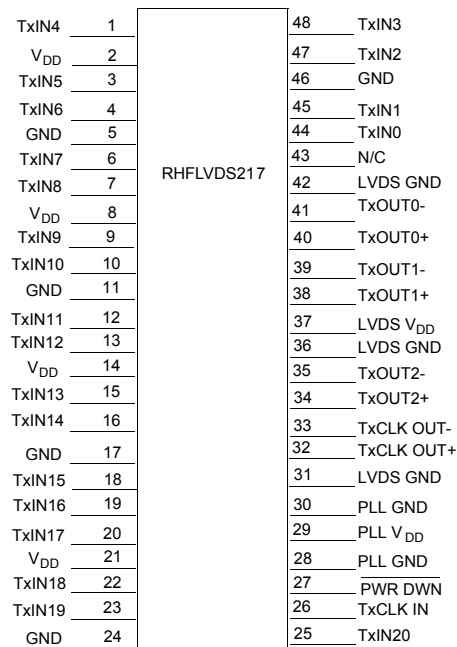 TxIN4 1 48 TxIN3
VDD 2 47 TxIN2
TxIN5 3 46 GND
TxIN6 4 45 TxIN1
GND 5 44 TxIN0
TxIN7 6 43 N/C
RHFLVDS217
TxIN8 7 42 LVDS GND
VDD 8 41 TxOUT0-
TxIN9 9 40 TxOUT0+
TxIN10 10 39 TxOUT1-
GND 11 38 TxOUT1+
TxIN11 12 37 LVDS VDD
TxIN12 13 36 LVDS GND
VDD 14 35 TxOUT2-
TxIN13 15 34 TxOUT2+
TxIN14 16 33 TxCLK OUT-
GND 17 32 TxCLK OUT+
TxIN15 18 31 LVDS GND
TxIN16 19 30 PLL GND
TxIN17 20 29 PLL VDD
VDD 21 28 PLL GND
TxIN18 22 27 PWR DWN
TxIN19 23 26 TxCLK IN
GND 24 25 TxIN20